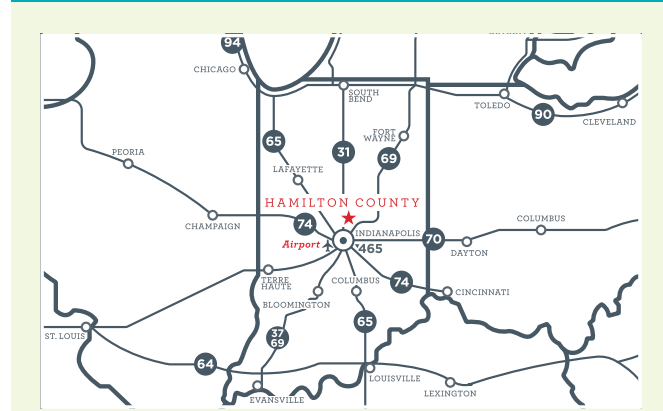 94
CHICAGO
SOUTH
BEND
TOLEDO
90
CLEVELAND
FORT
WAYNE
65
31
69
PEORIA
LAFAYETTE
HAMILTON COUNTY
CHAMPAIGN
74
COLUMBUS
INDIANAPOLIS
70
Airport
465
DAYTON
TERRE
HAUTE
COLUMBUS
74
BLOOMINGTON
CINCINNATI
65
ST. LOUIS
37
69
64
LOUISVILLE
LEXINGTON
EVANSVILLE